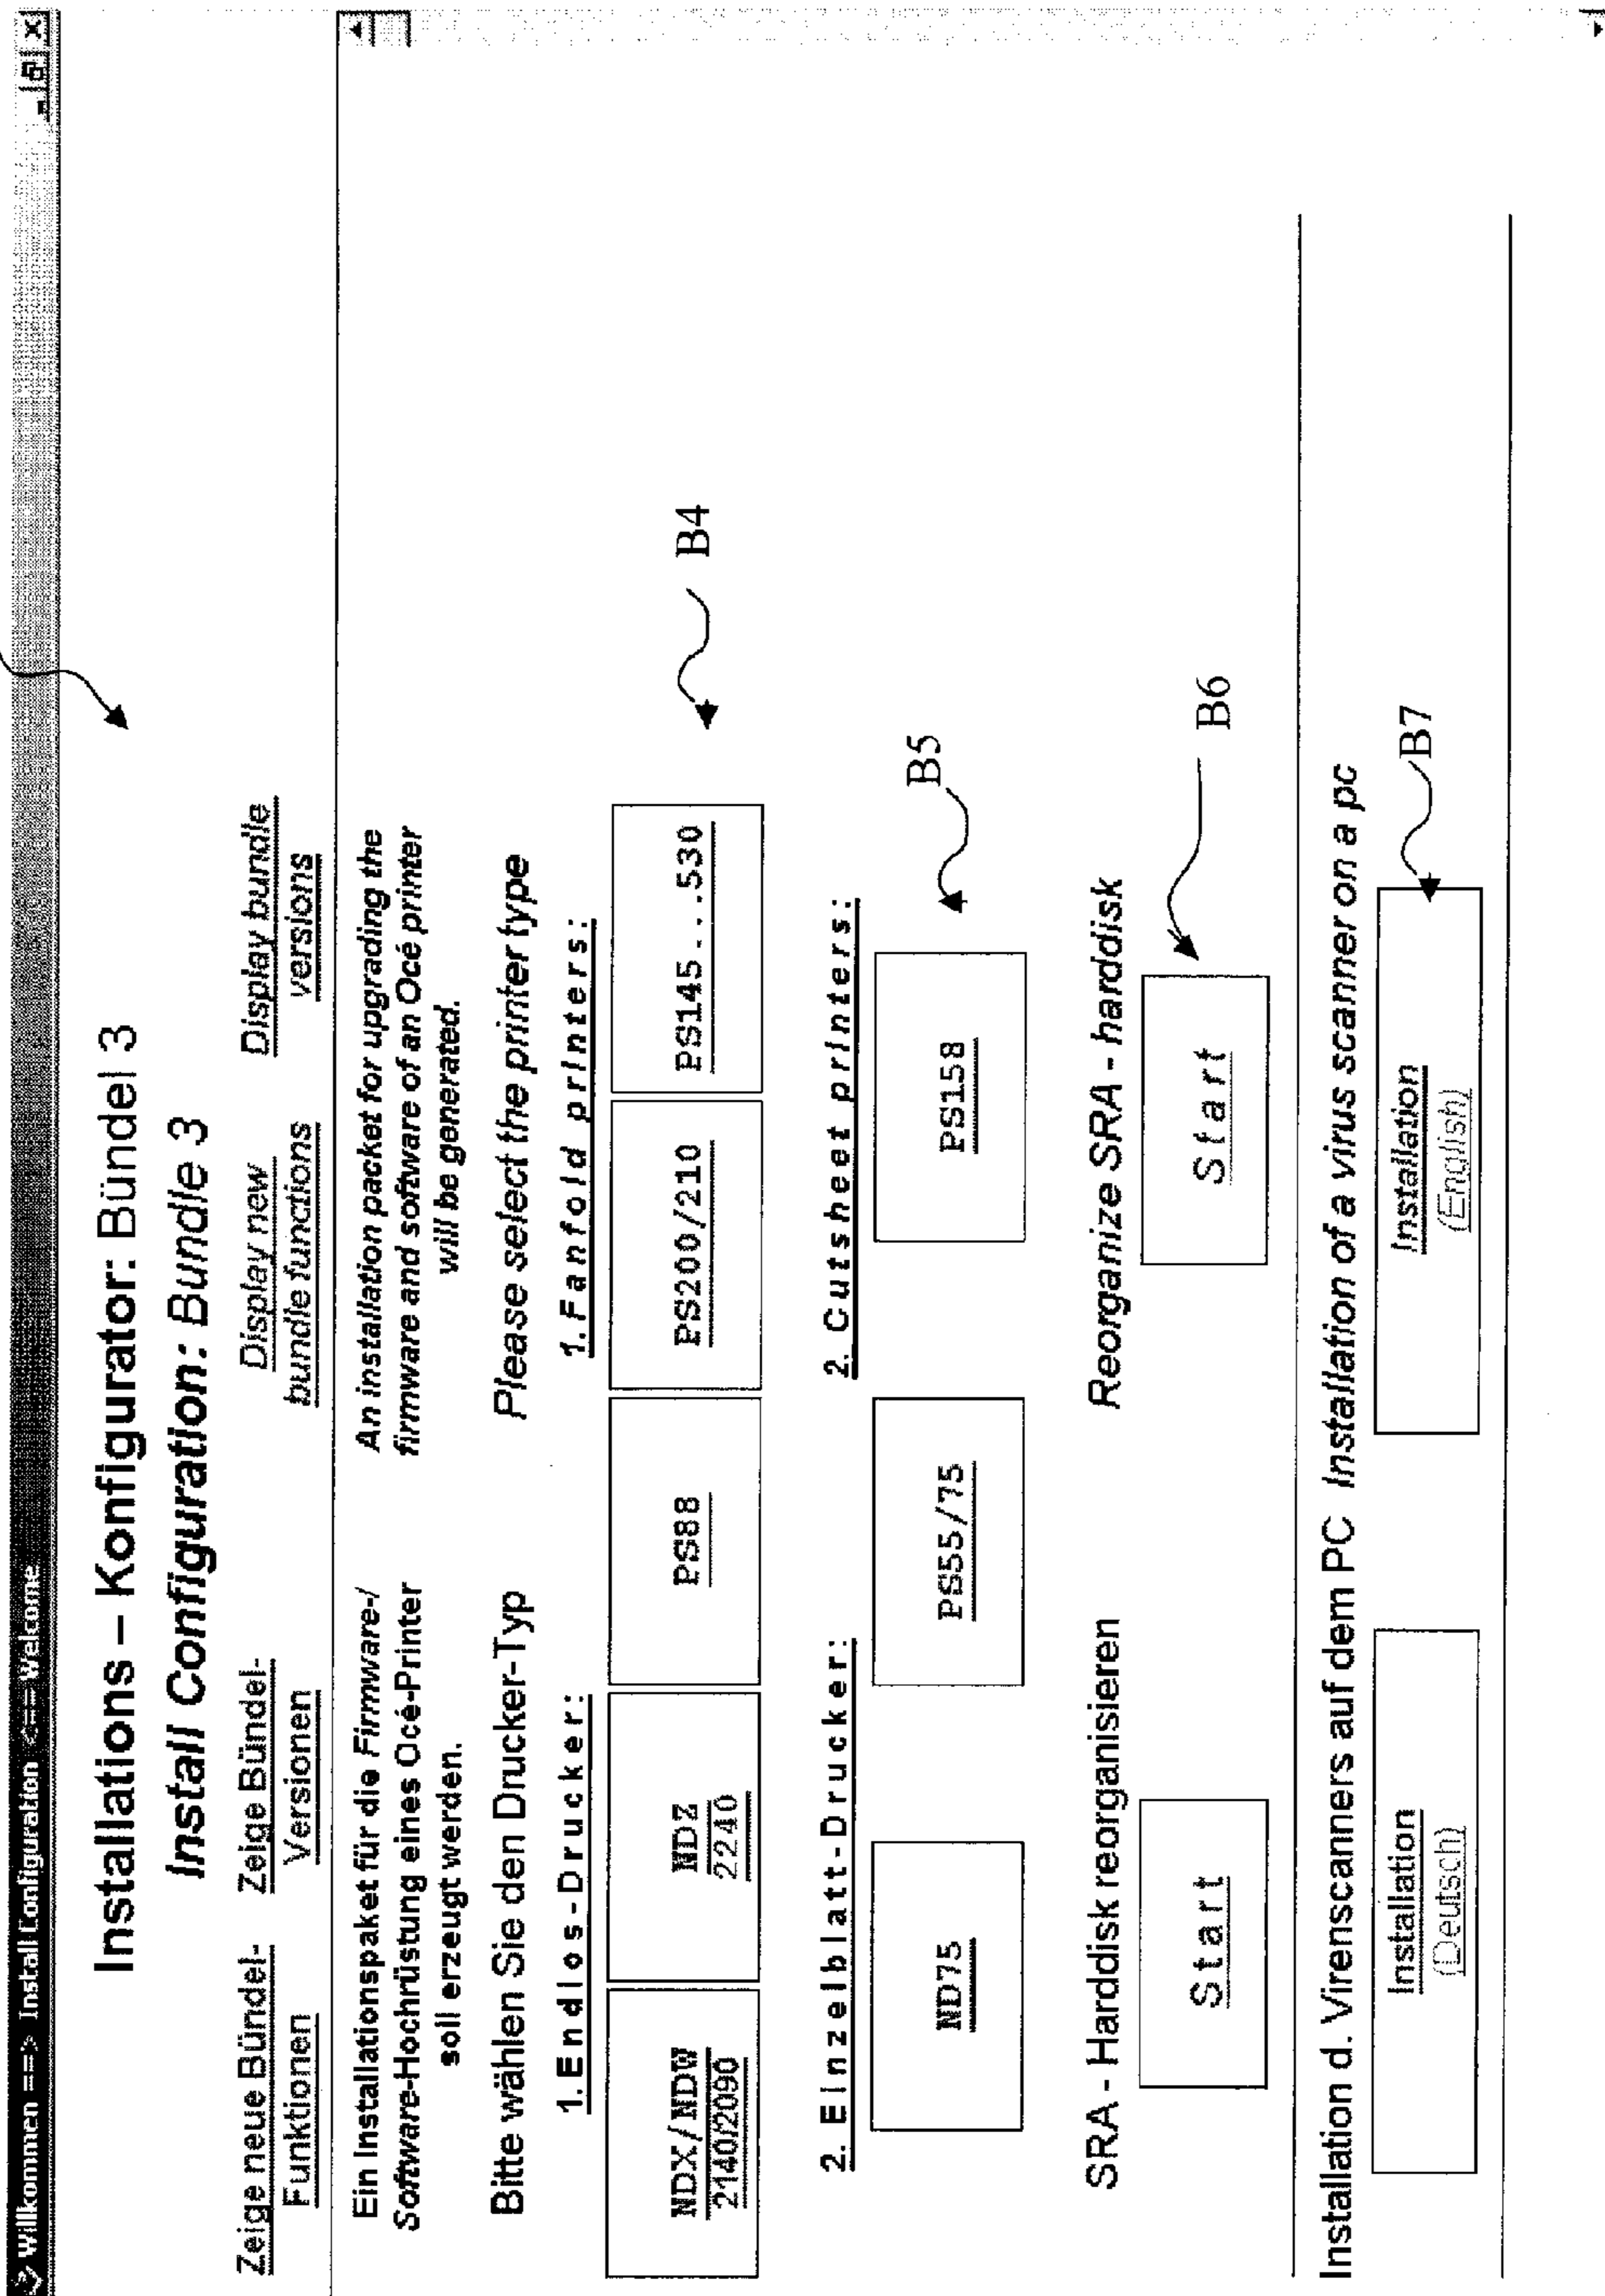 Willkommen ==> Install Configuration <== Welcome
Installations – Konfigurator: Bündel 3
Install Configuration: Bundle 3
Zeige neue Bündel-
Funktionen
Zeige Bündel-
Versionen
Display new
bundle functions
Display bundle
versions
Ein Installationspaket für die Firmware-/
Software-Hochrüstung eines Océ-Printer
soll erzeugt werden.
An installation packet for upgrading the
firmware and software of an Océ printer
will be generated.
Bitte wählen Sie den Drucker-Typ
Please select the printer type
1.Endlos-Drucker:
1.Fanfold printers:
NDX/NDW
2140/2090
NDZ
2240
PS88
PS200/210
PS145...530
B4
2. Einzelblatt-Drucker:
2. Cutsheet printers:
ND75
PS55/75
PS158
B5
SRA - Harddisk reorganisieren
Reorganize SRA - harddisk
Start
Start
B6
Installation d. Virenscanners auf dem PC
Installation of a virus scanner on a pc
Installation
(Deutsch)
Installation
(English)
B7